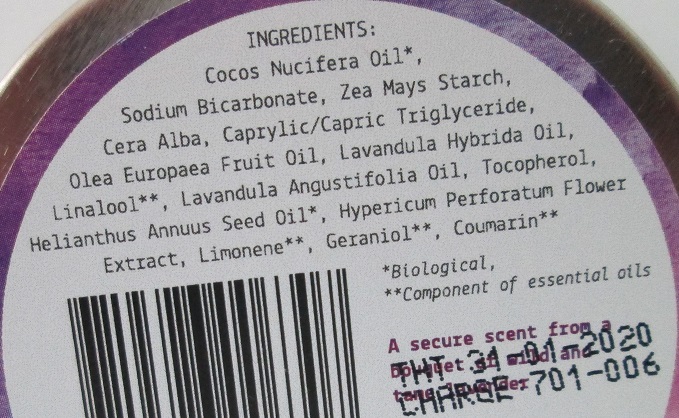 INGREDIENTS:
Cocos Nucifera Oil*,
Sodium Bicarbonate, Zea Mays Starch,
Cera Alba, Caprylic/Capric Triglyceride,
Olea Europaea Fruit Oil, Lavandula Hybrida Oil,
Linalool**, Lavandula Angustifolia Oil, Tocopherol,
Helianthus Annuus Seed Oil*, Hypericum Perforatum Flower
Extract, Limonene**, Geraniol**, Coumarin**
*Biological,
**Component of essential oils
A secure scent from a
and
THT 31-01-2020
CHARGE 701-006